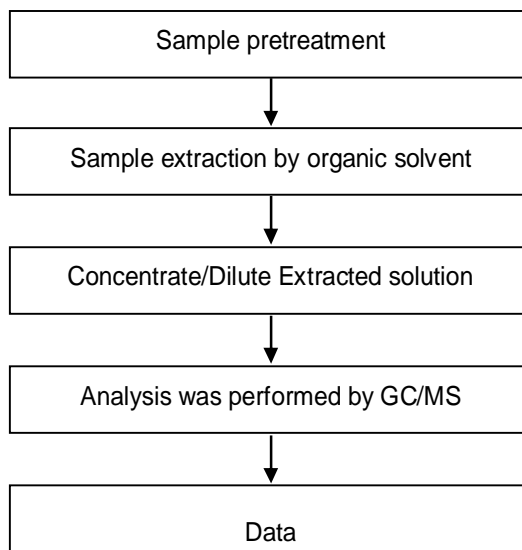 Sample pretreatment
Sample extraction by organic solvent
Concentrate/Dilute Extracted solution
Analysis was performed by GC/MS
Data